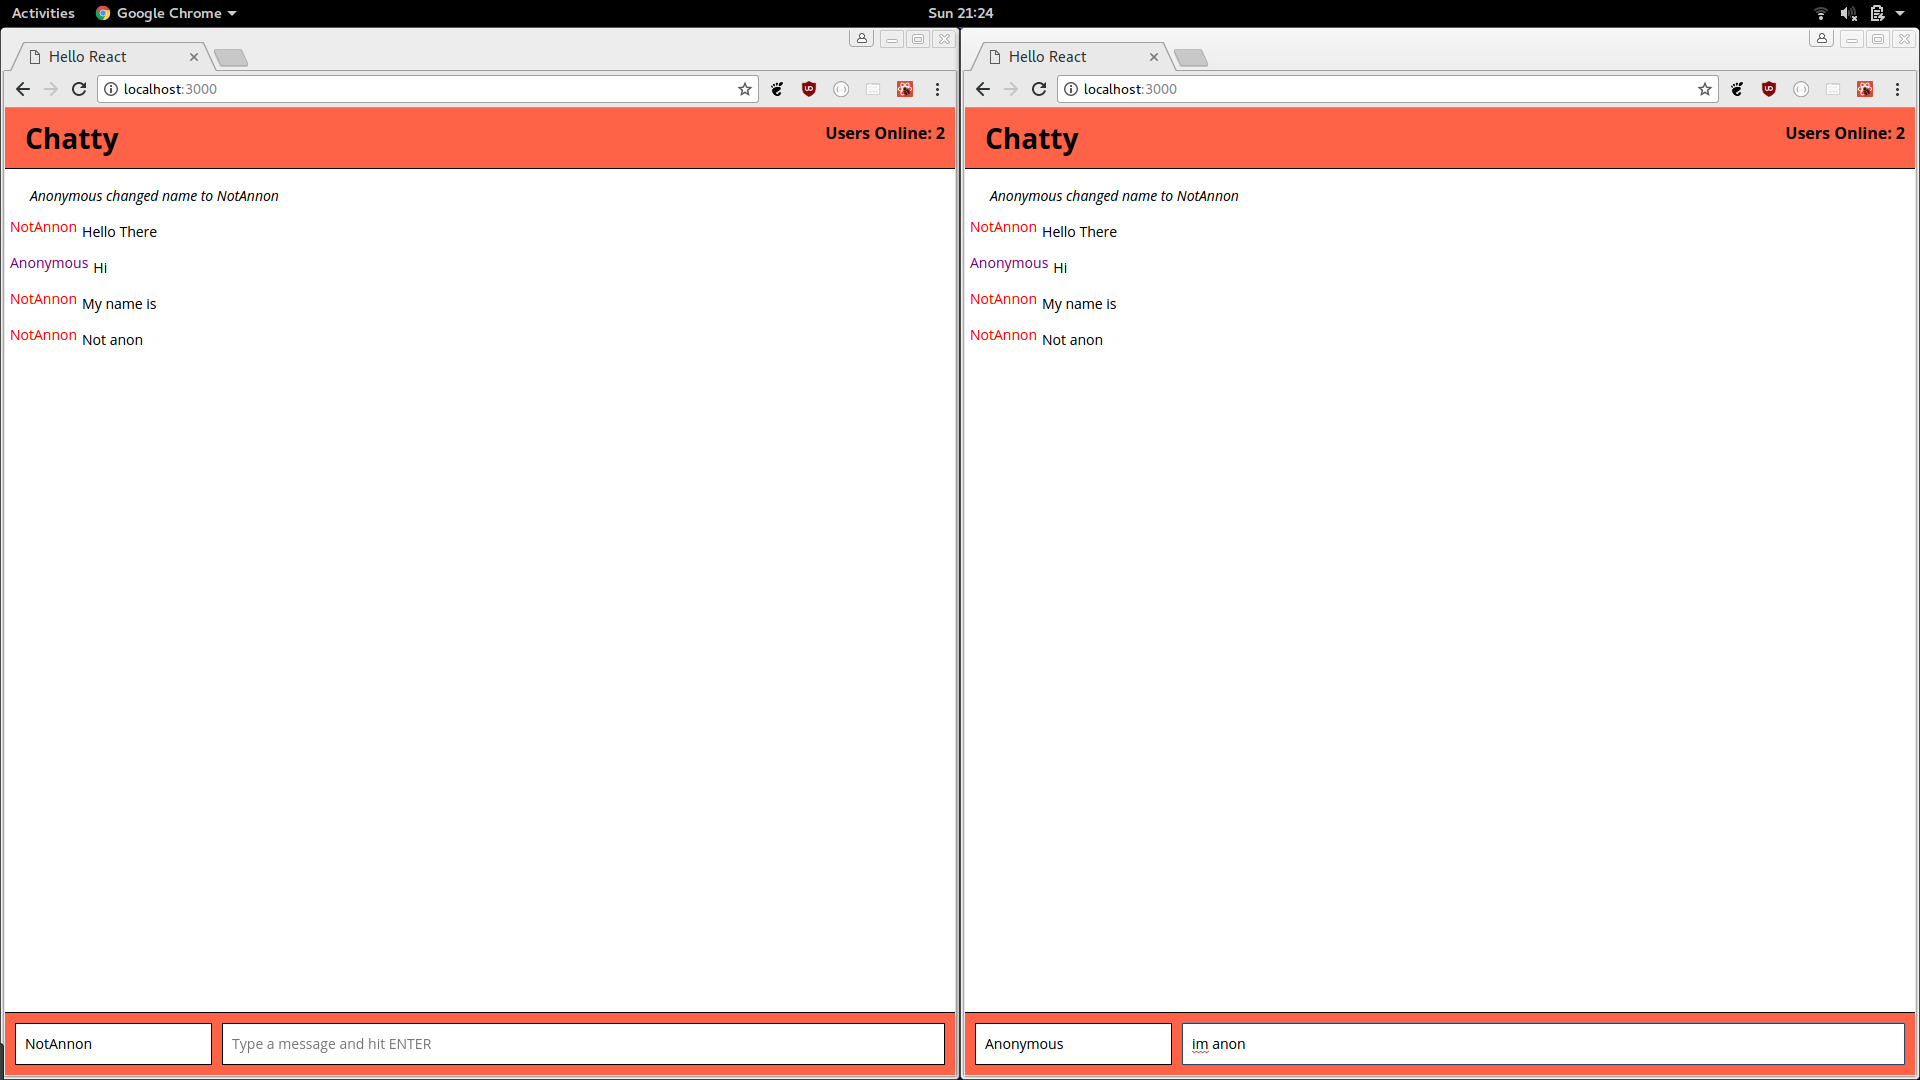 Activities Google Chrome Sun 21:24
Hello React
localhost:3000
Chatty Users Online: 2
Anonymous changed name to NotAnnon
NotAnnon Hello There
Anonymous Hi
NotAnnon My name is
NotAnnon Not anon
NotAnnon Type a message and hit ENTER
Hello React
localhost:3000
Chatty Users Online: 2
Anonymous changed name to NotAnnon
NotAnnon Hello There
Anonymous Hi
NotAnnon My name is
NotAnnon Not anon
Anonymous im anon